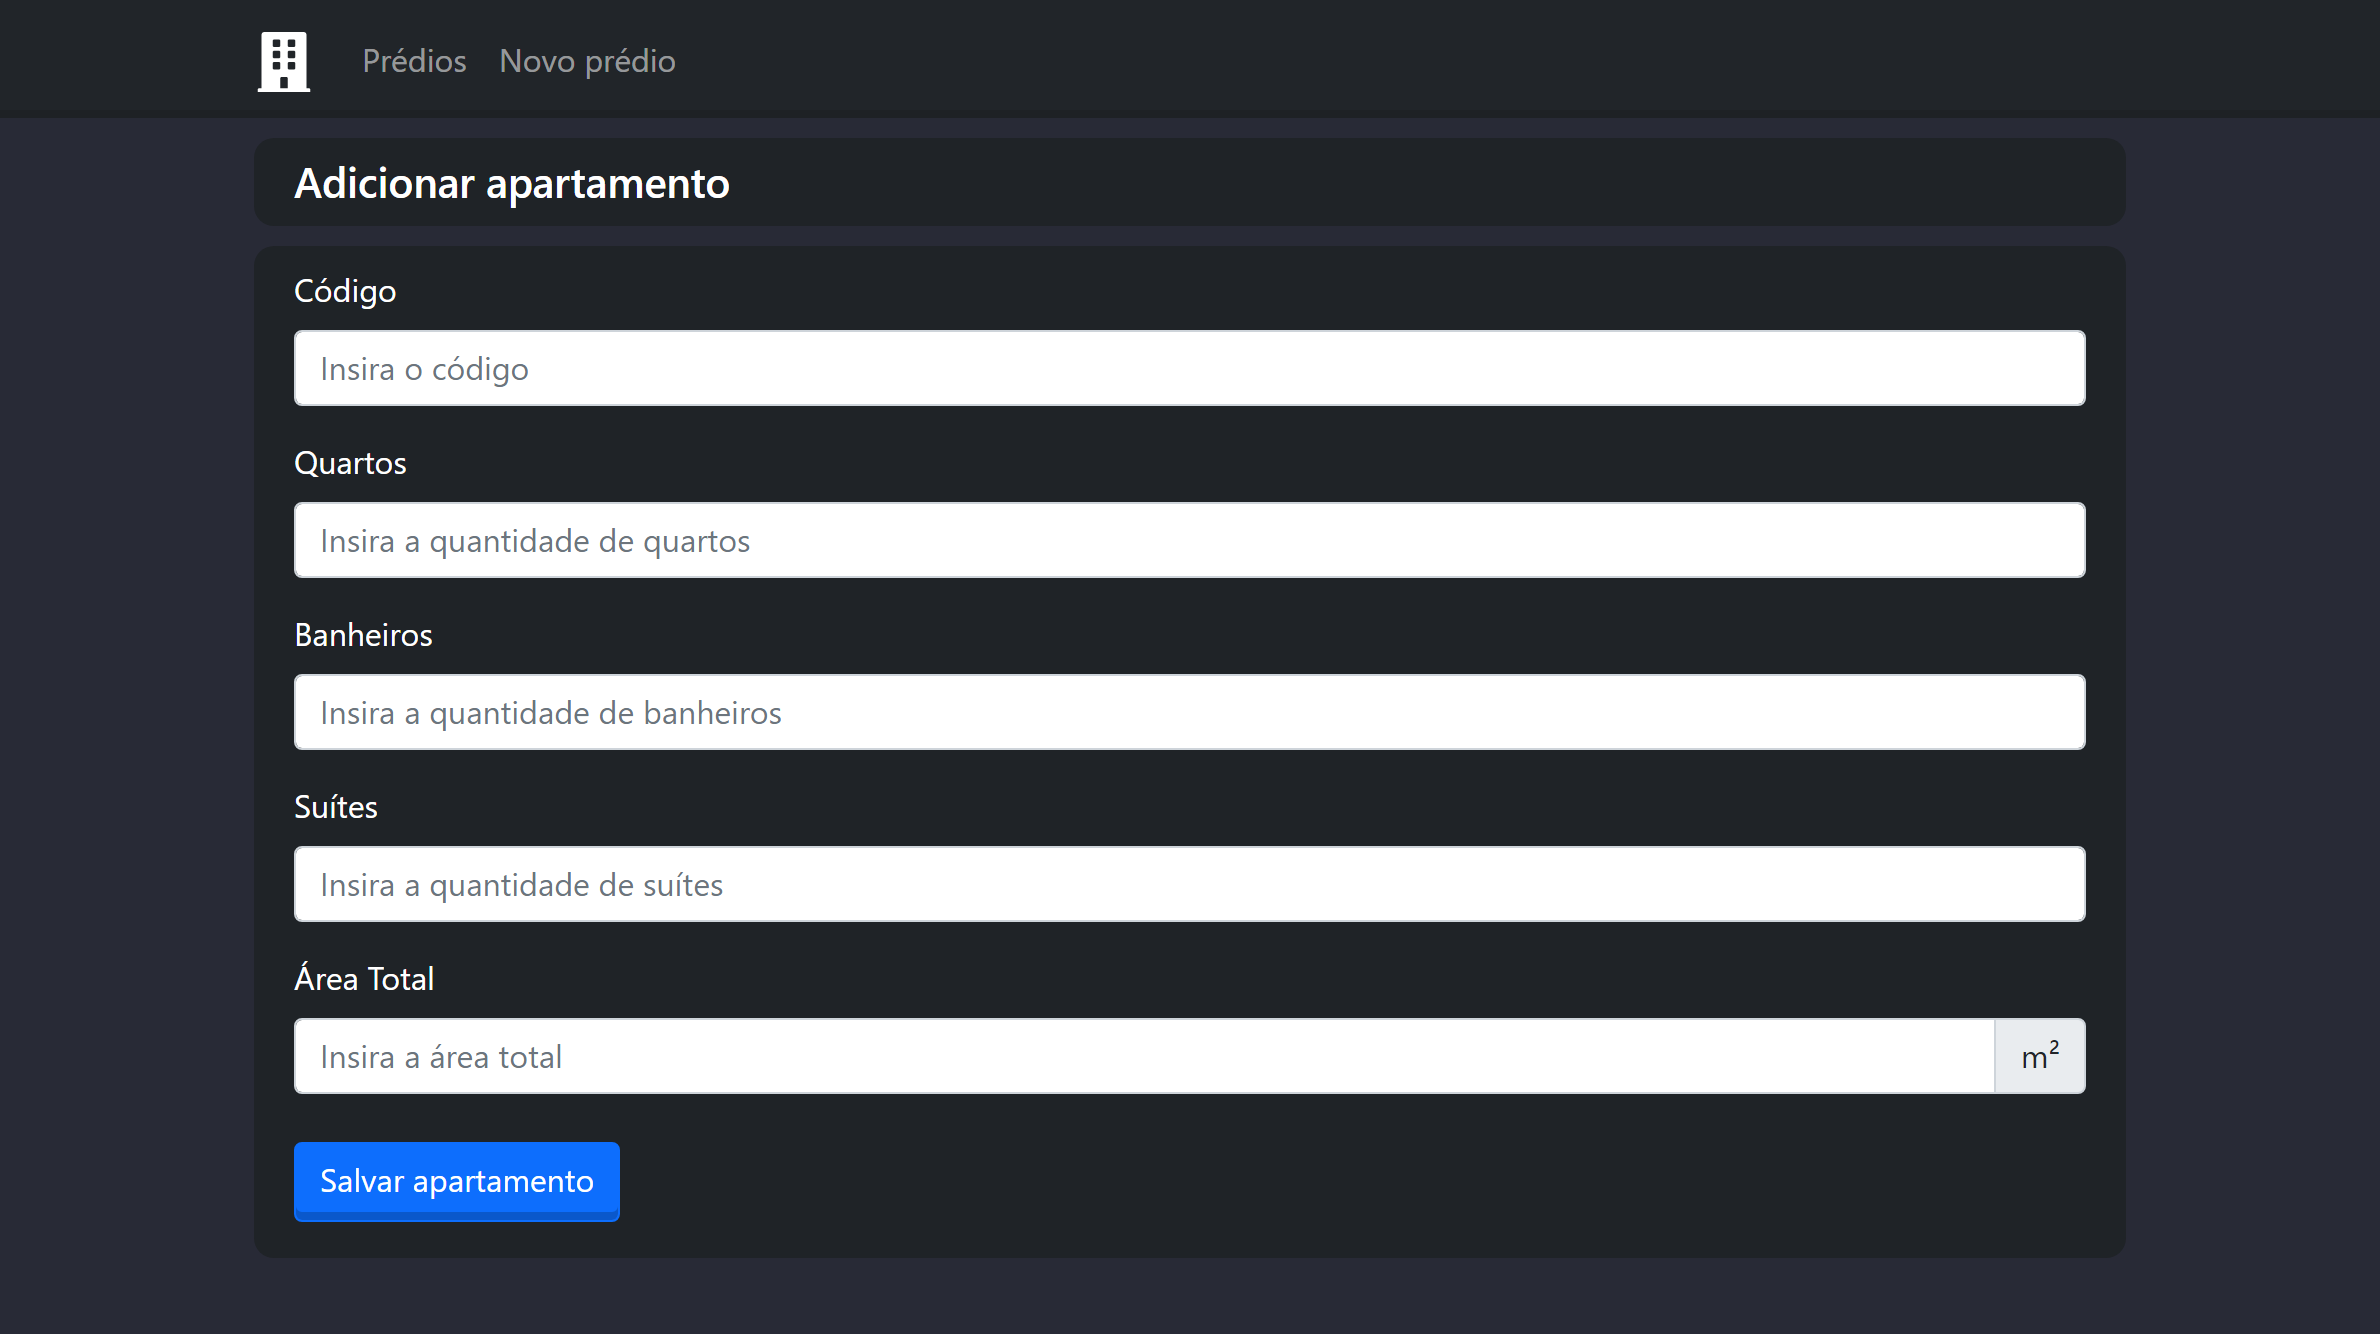 Prédios Novo prédio
Adicionar apartamento
Código
Insira o código
Quartos
Insira a quantidade de quartos
Banheiros
Insira a quantidade de banheiros
Suítes
Insira a quantidade de suítes
Área Total
Insira a área total m²
Salvar apartamento